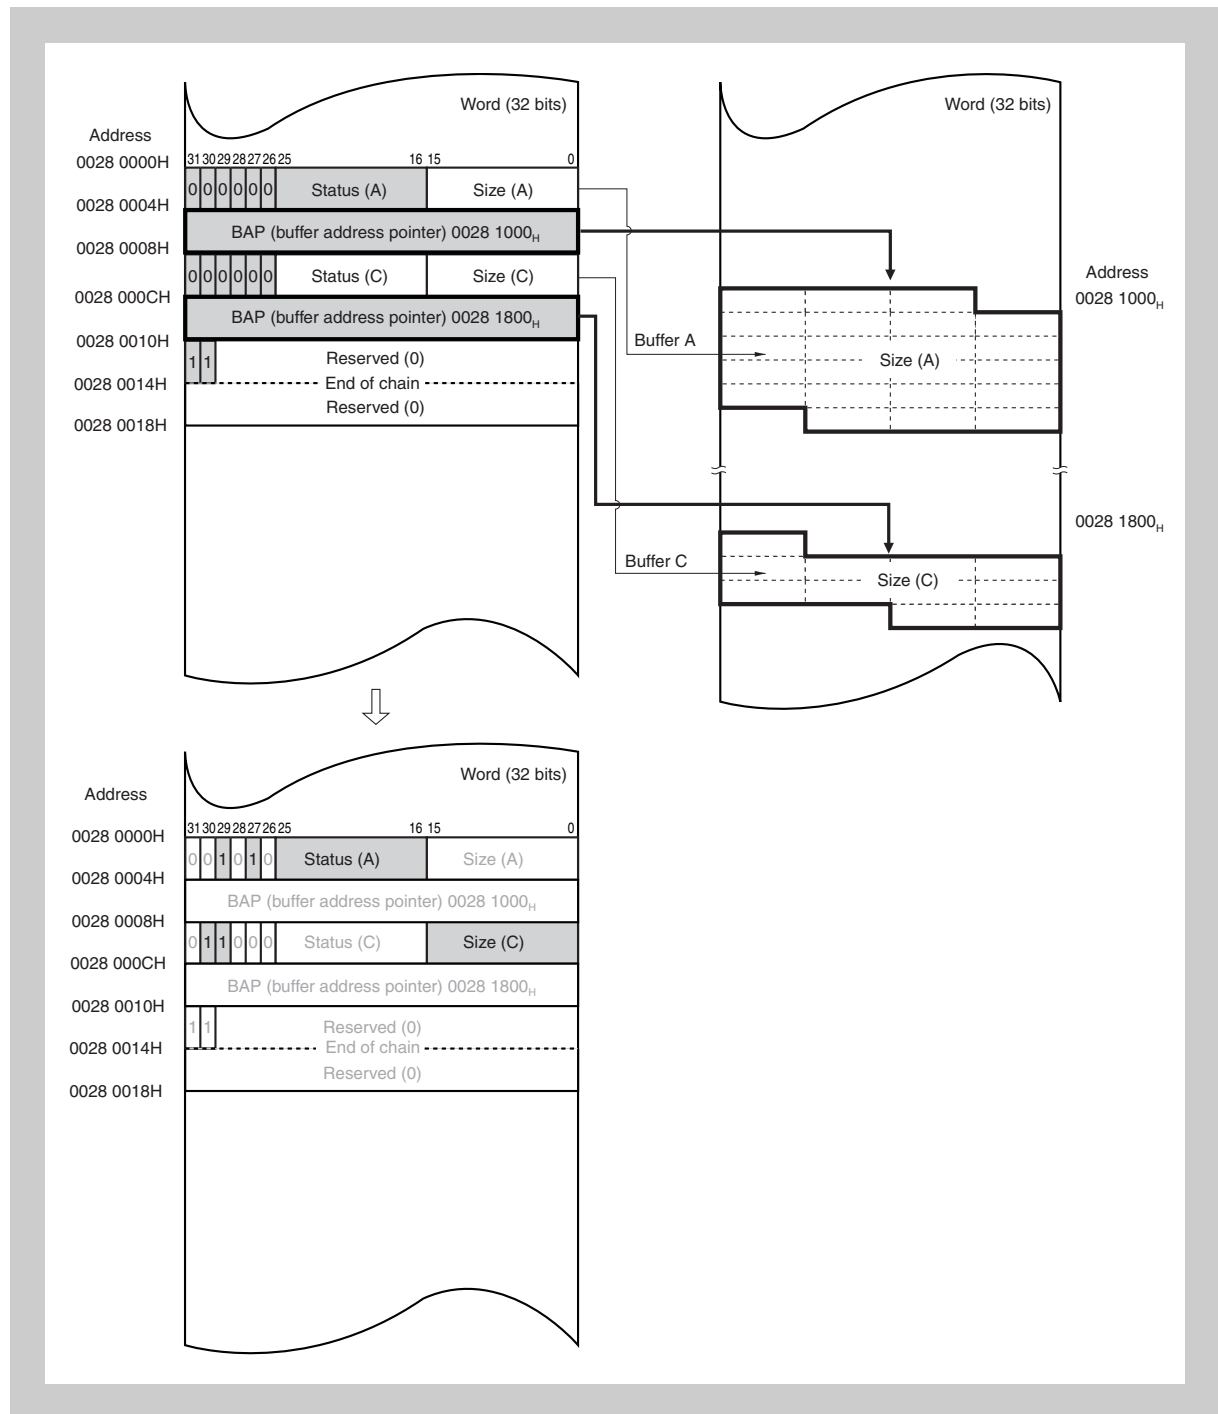 Word (32 bits)
Address
0028 0000H
31 30 29 28 27 26 25 16 15 0
0 0 0 0 0 0 Status (A) Size (A)
0028 0004H
BAP (buffer address pointer) 0028 1000H
0028 0008H
0 0 0 0 0 0 Status (C) Size (C)
0028 000CH
BAP (buffer address pointer) 0028 1800H
0028 0010H
1 1 Reserved (0)
0028 0014H
End of chain
Reserved (0)
0028 0018H
Word (32 bits)
Address
0028 1000H
Buffer A
Size (A)
0028 1800H
Buffer C
Size (C)
Word (32 bits)
Address
0028 0000H
31 30 29 28 27 26 25 16 15 0
0 0 1 0 1 0 Status (A) Size (A)
0028 0004H
BAP (buffer address pointer) 0028 1000H
0028 0008H
0 1 1 0 0 0 Status (C) Size (C)
0028 000CH
BAP (buffer address pointer) 0028 1800H
0028 0010H
1 1 Reserved (0)
0028 0014H
End of chain
Reserved (0)
0028 0018H